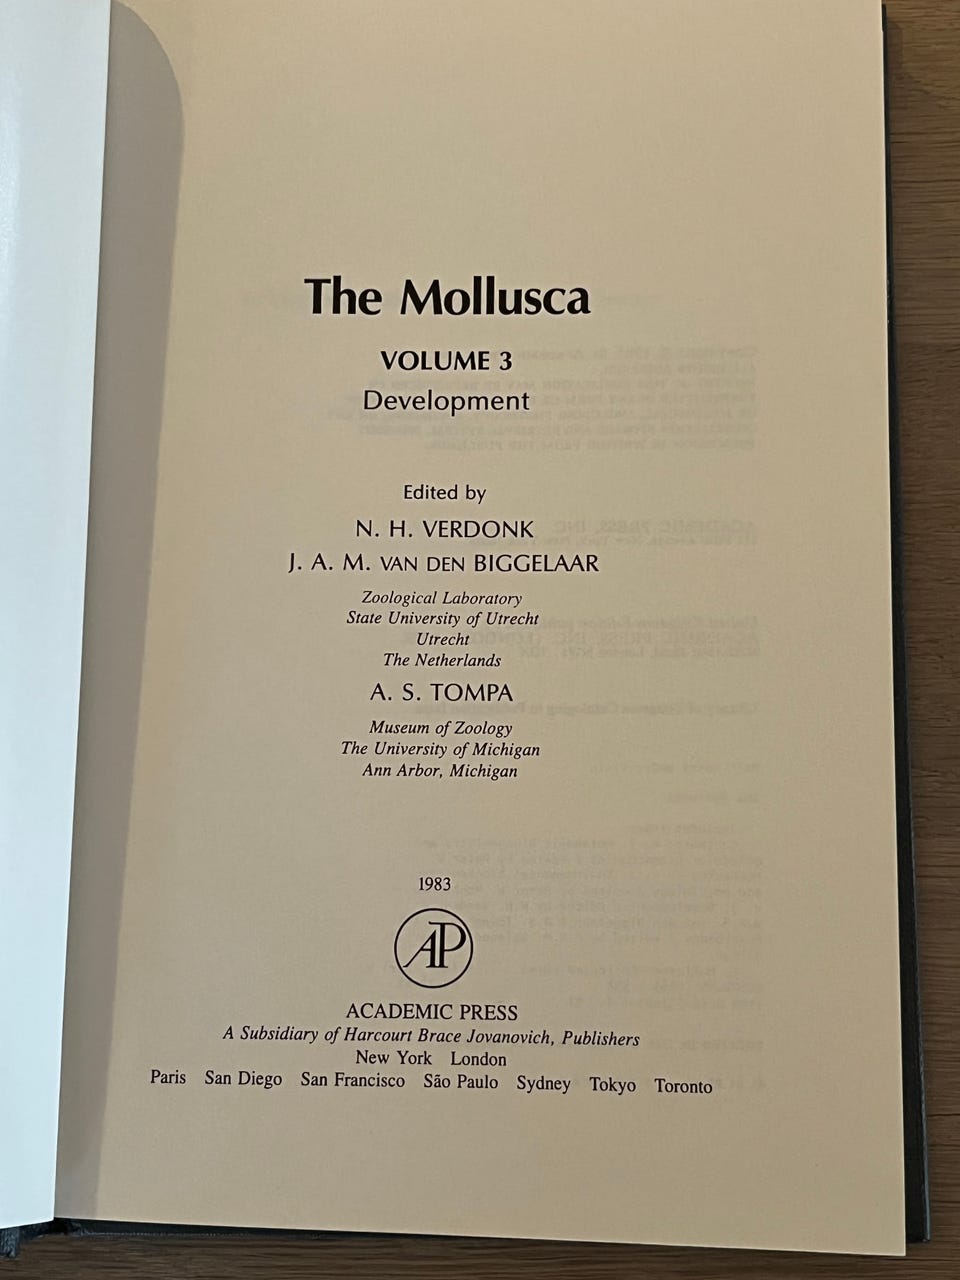 The Mollusca
VOLUME 3
Development
Edited by
N. H. VERDONK
J. A. M. VAN DEN BIGGELAAR
Zoological Laboratory
State University of Utrecht
Utrecht
The Netherlands
A. S. TOMPA
Museum of Zoology
The University of Michigan
Ann Arbor, Michigan
1983
AP
ACADEMIC PRESS
A Subsidiary of Harcourt Brace Jovanovich, Publishers
New York London
Paris San Diego San Francisco São Paulo Sydney Tokyo Toronto